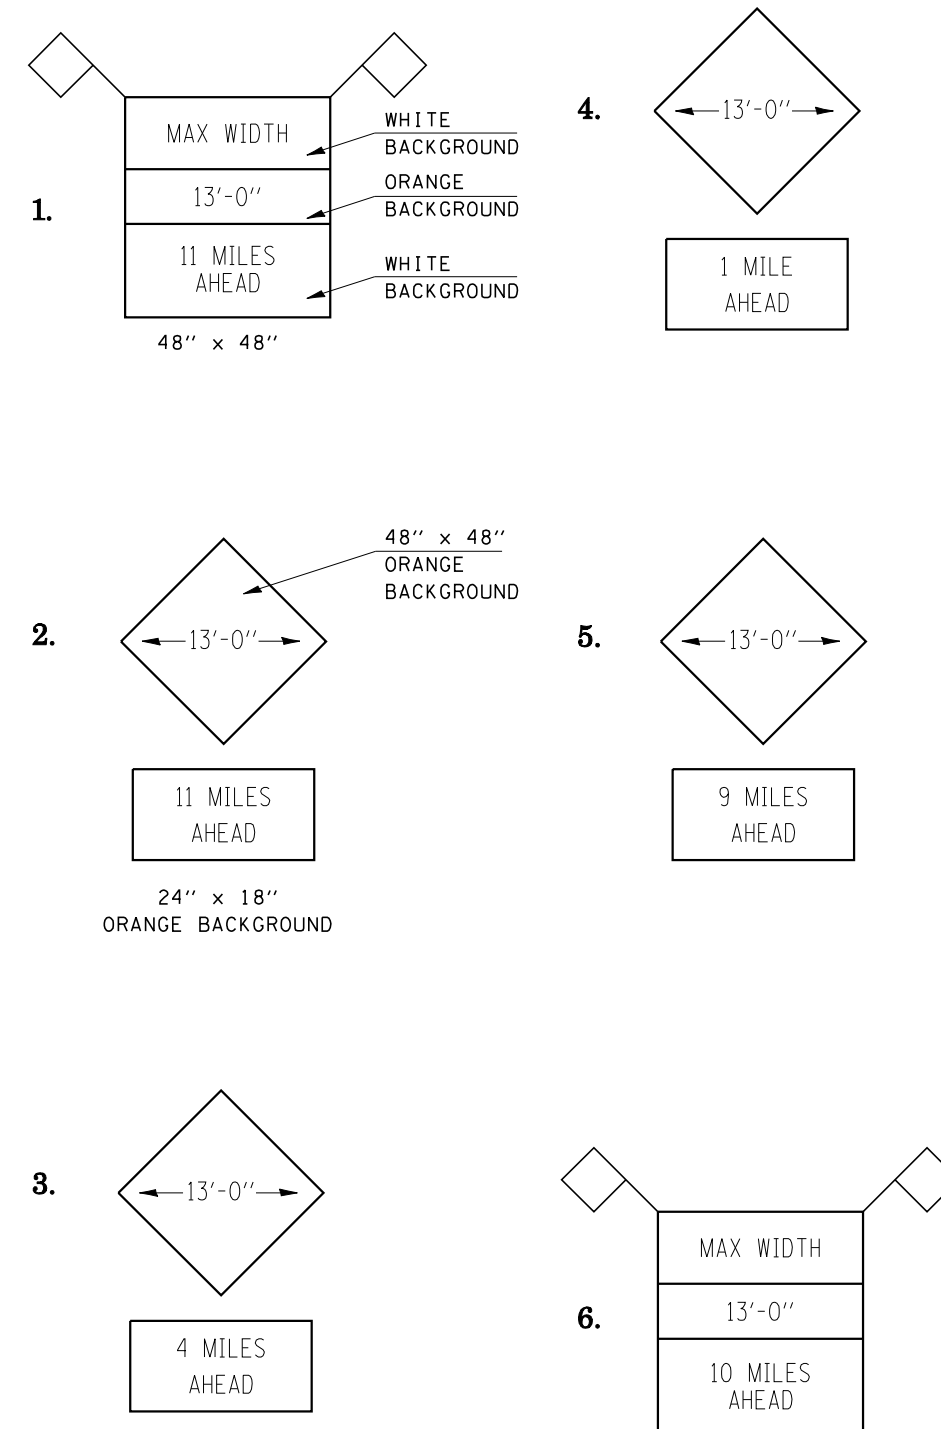 1.
MAX WIDTH
13'-0''
11 MILES
AHEAD
WHITE
BACKGROUND
ORANGE
BACKGROUND
WHITE
BACKGROUND
48'' x 48''
2.
48'' x 48''
ORANGE
BACKGROUND
13'-0''
11 MILES
AHEAD
24'' x 18''
ORANGE BACKGROUND
3.
13'-0''
4 MILES
AHEAD
4.
13'-0''
1 MILE
AHEAD
5.
13'-0''
9 MILES
AHEAD
6.
MAX WIDTH
13'-0''
10 MILES
AHEAD